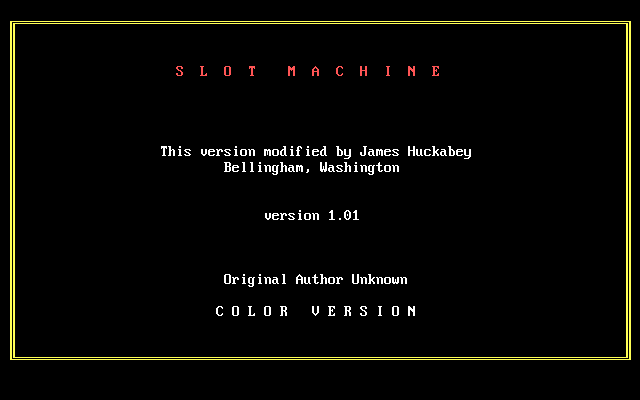 S L O T   M A C H I N E
This version modified by James Huckabey
Bellingham, Washington
version 1.01
Original Author Unknown
C O L O R   V E R S I O N